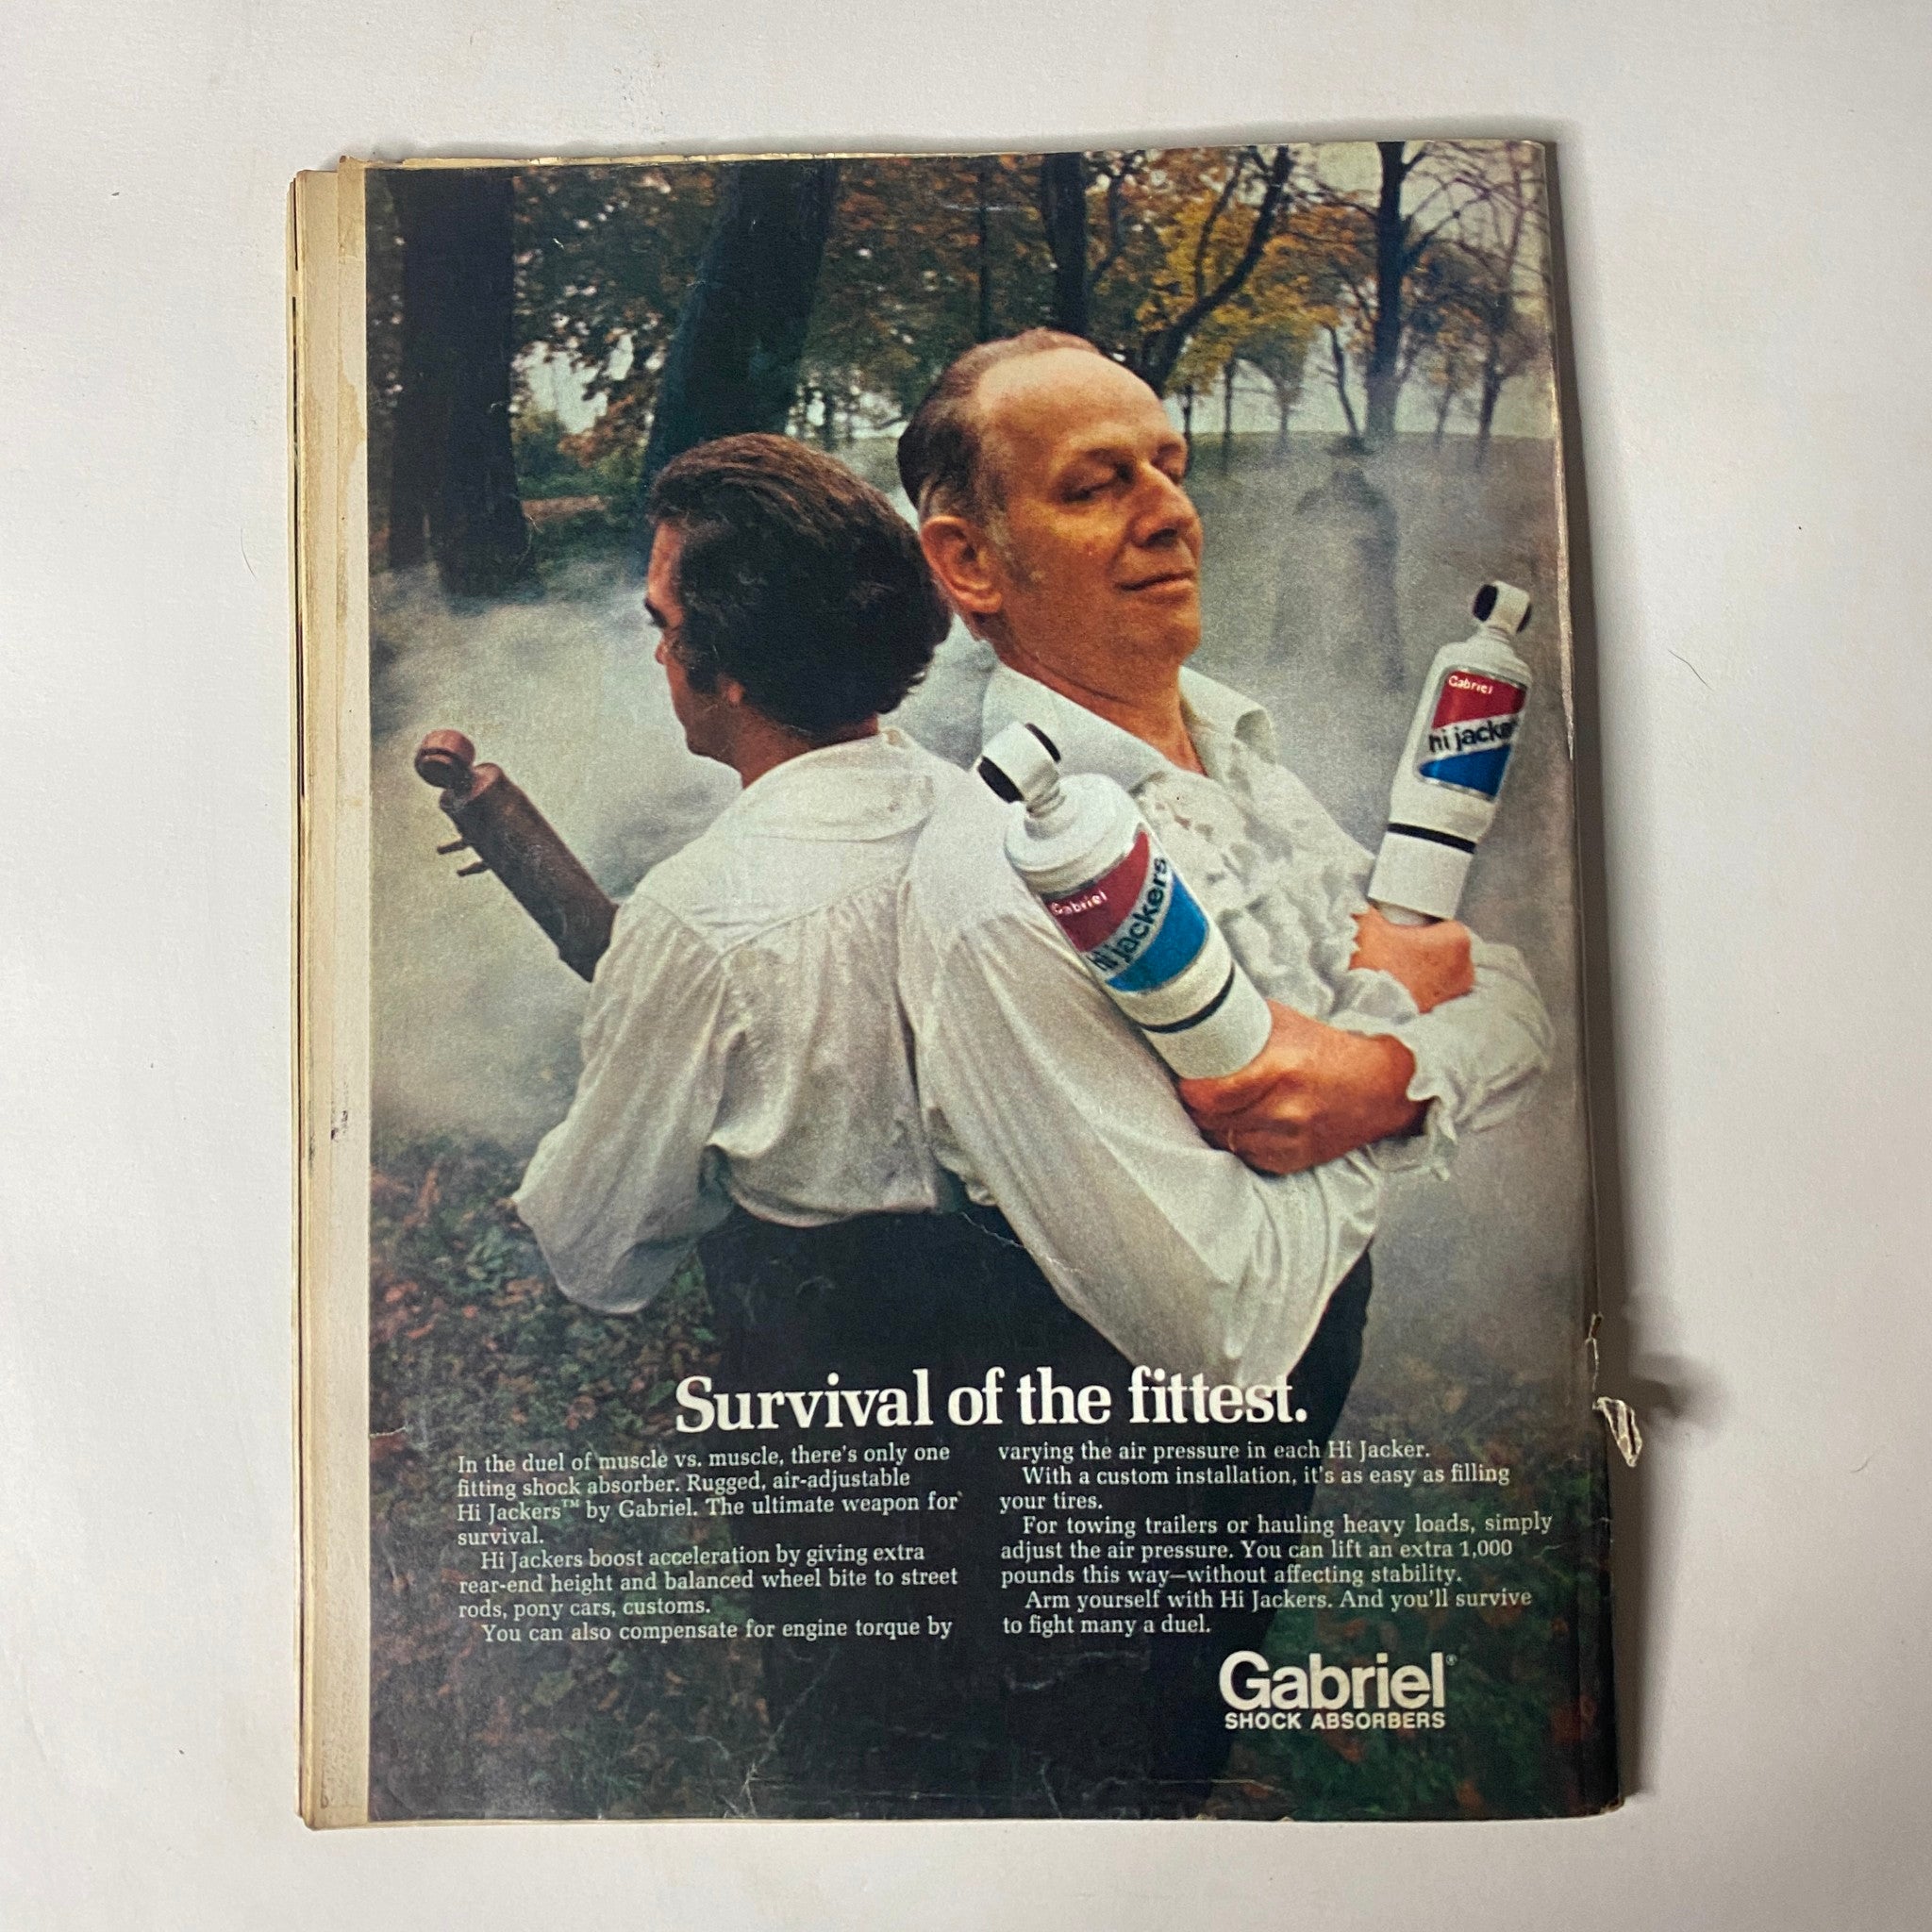 Gabriel
hi jackers
Gabriel
hi jacke
Survival of the fittest.
In the duel of muscle vs. muscle, there's only one
fitting shock absorber. Rugged, air-adjustable
Hi Jackers™ by Gabriel. The ultimate weapon for
survival.
Hi Jackers boost acceleration by giving extra
rear-end height and balanced wheel bite to street
rods, pony cars, customs.
You can also compensate for engine torque by
varying the air pressure in each Hi Jacker.
With a custom installation, it's as easy as filling
your tires.
For towing trailers or hauling heavy loads, simply
adjust the air pressure. You can lift an extra 1,000
pounds this way—without affecting stability.
Arm yourself with Hi Jackers. And you'll survive
to fight many a duel.
Gabriel®
SHOCK ABSORBERS